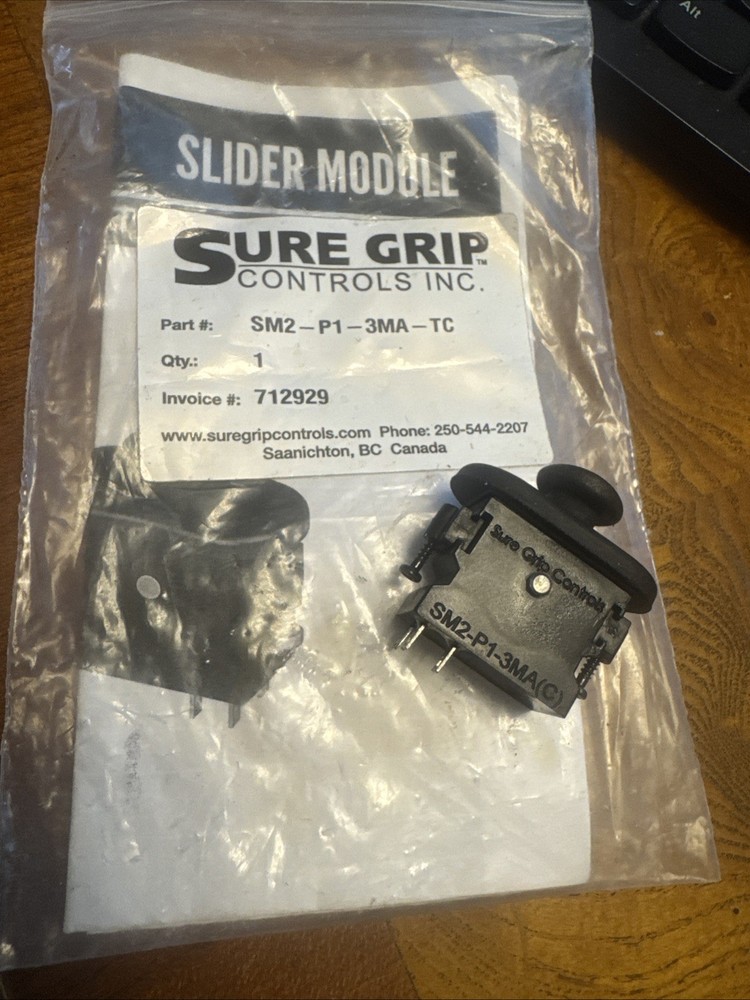 Alt
SLIDER MODULE
SURE GRIP™
CONTROLS INC.
Part #: SM2-P1-3MA-TC
Qty.: 1
Invoice #: 712929
www.suregripcontrols.com Phone: 250-544-2207
Saanichton, BC Canada
Sure Grip Controls
SM2-P1-3MA(C)